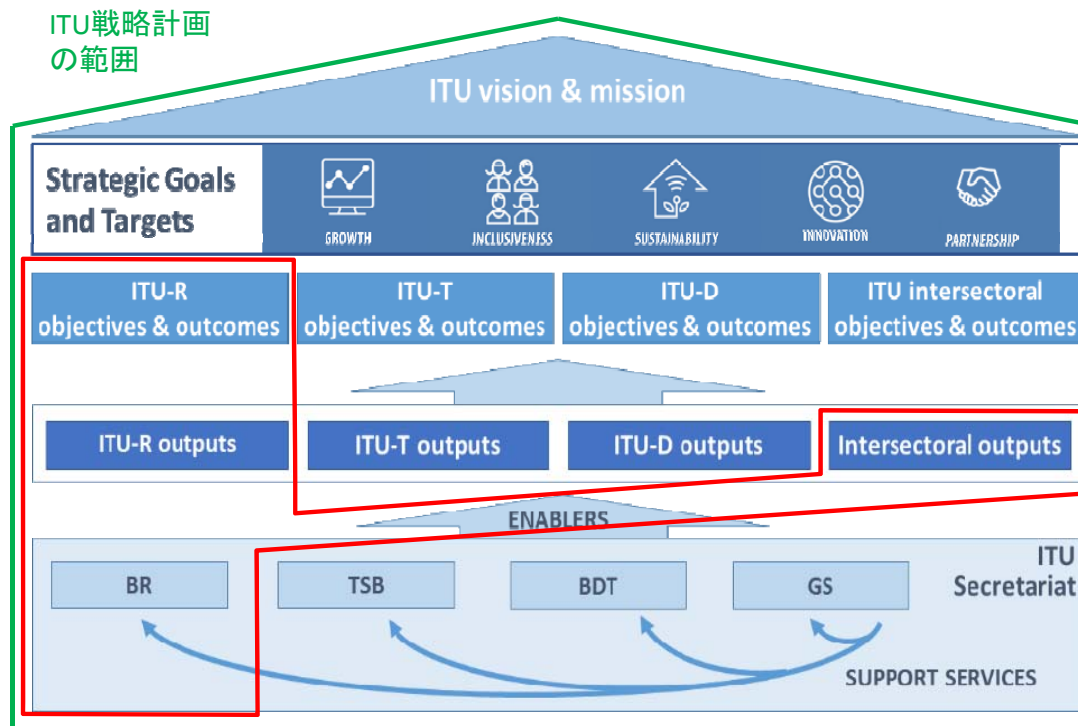 ITU戦略計画
の範囲
ITU vision & mission
Strategic Goals
and Targets
GROWTH
INCLUSIVENESS
SUSTAINABILITY
INNOVATION
PARTNERSHIP
ITU-R
objectives & outcomes
ITU-T
objectives & outcomes
ITU-D
objectives & outcomes
ITU intersectoral
objectives & outcomes
ITU-R outputs
ITU-T outputs
ITU-D outputs
Intersectoral outputs
ENABLERS
ITU
Secretariat
BR
TSB
BDT
GS
SUPPORT SERVICES